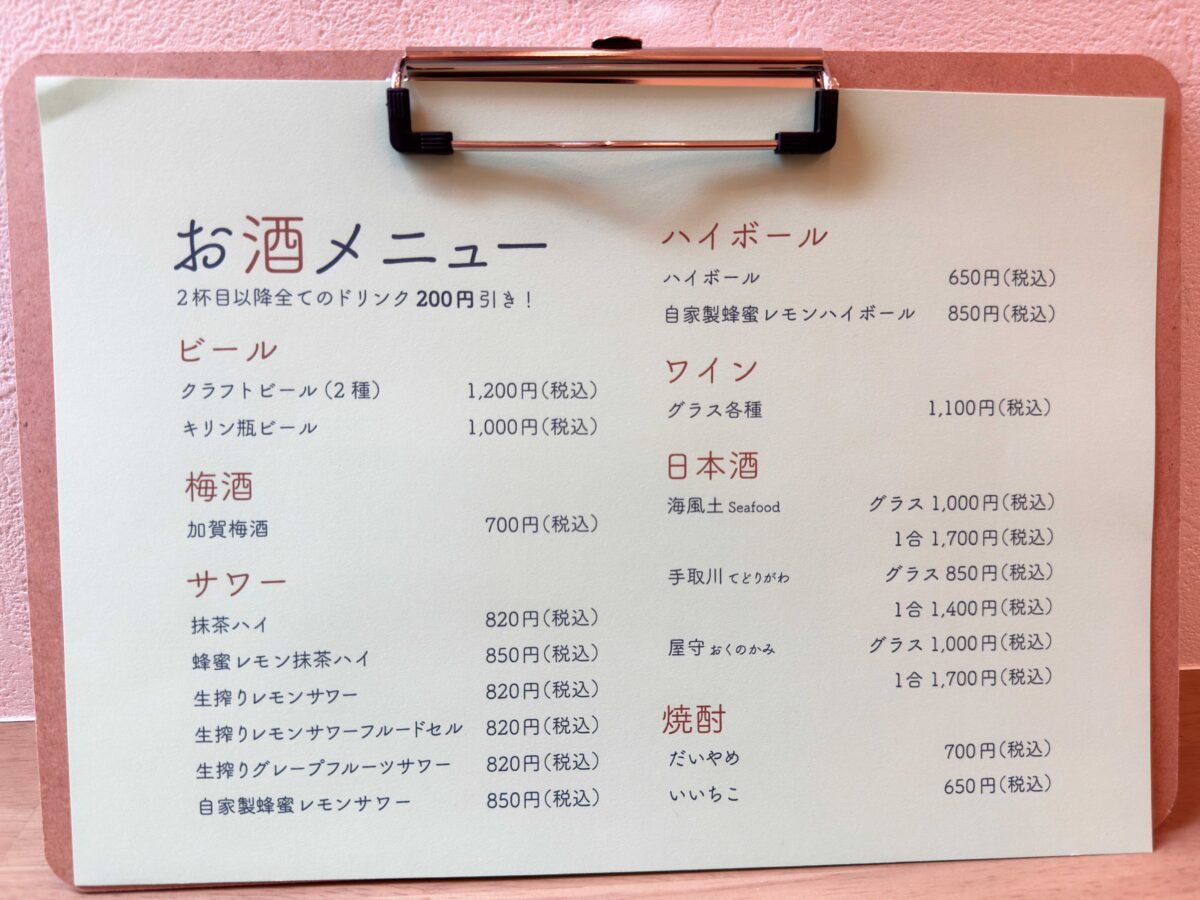 お酒メニュー
2杯目以降全てのドリンク200円引き！
ビール
クラフトビール（2種） 1,200円（税込）
キリン瓶ビール 1,000円（税込）
梅酒
加賀梅酒 700円（税込）
サワー
抹茶ハイ 820円（税込）
蜂蜜レモン抹茶ハイ 850円（税込）
生搾りレモンサワー 820円（税込）
生搾りレモンサワーフルードセル 820円（税込）
生搾りグレープフルーツサワー 820円（税込）
自家製蜂蜜レモンサワー 850円（税込）
ハイボール
ハイボール 650円（税込）
自家製蜂蜜レモンハイボール 850円（税込）
ワイン
グラス各種 1,100円（税込）
日本酒
海風土 Seafood グラス 1,000円（税込）
1合 1,700円（税込）
手取川 てどりがわ グラス 850円（税込）
1合 1,400円（税込）
屋守 おくのかみ グラス 1,000円（税込）
1合 1,700円（税込）
焼酎
だいやめ 700円（税込）
いいちこ 650円（税込）